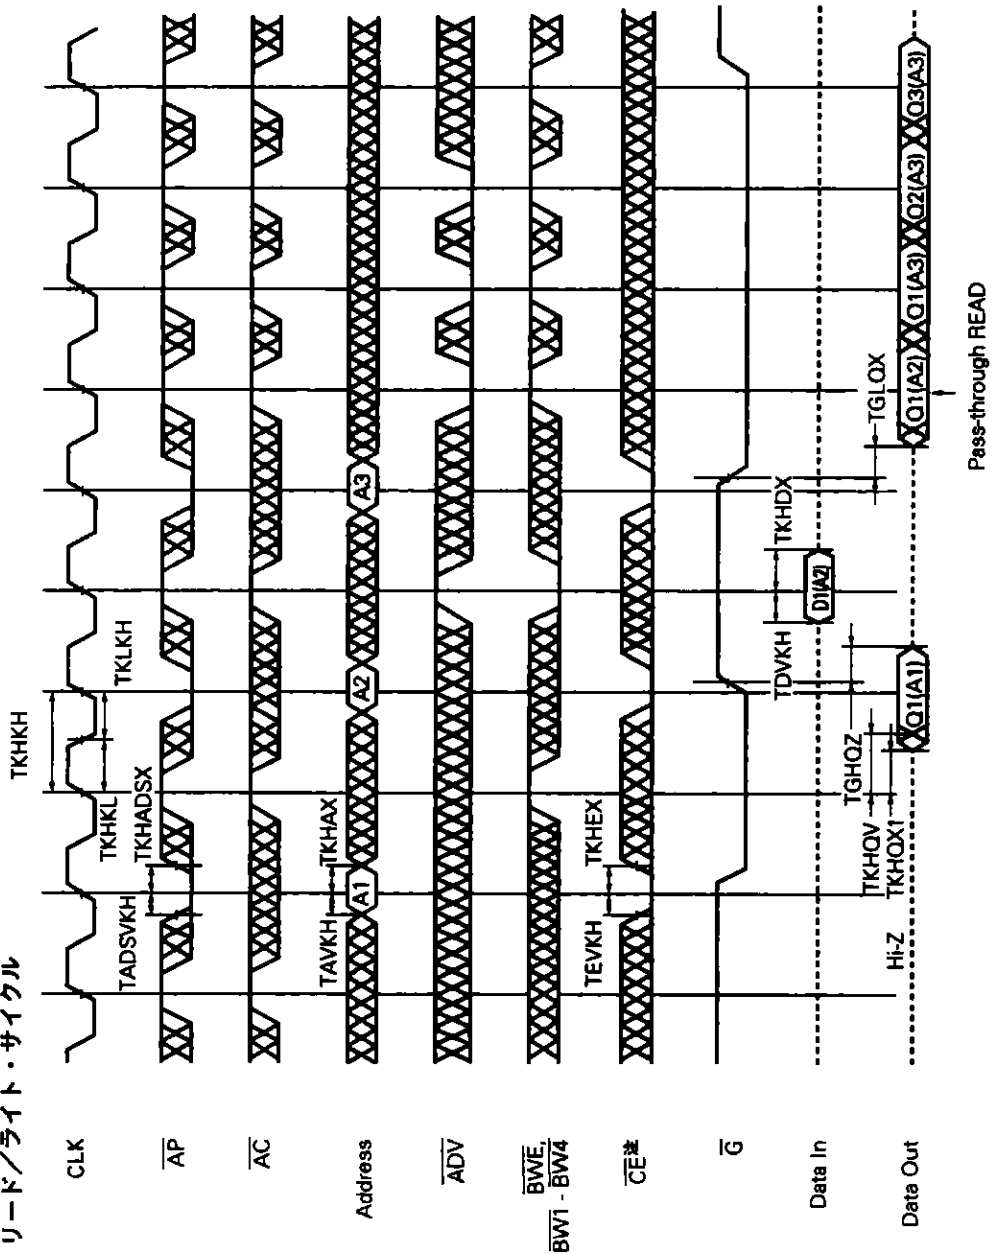 リード／ライト・サイクル
TKHKH
CLK
TKHKL
TKLKH
TADSVKH
TKHADSX
AP
AC
TAVKH
TKHAX
Address
A1
A2
A3
ADV
BWE,
BW1 - BW4
TEVKH
TKHEX
CE注
G
TDVKH
TKHDX
Data In
D1(A2)
TGHQZ
TGLQX
TKHQV
TKHQX1
Hi-Z
Data Out
Q1(A1)
Q1(A2)
Q1(A3)
Q2(A3)
Q3(A3)
Pass-through READ